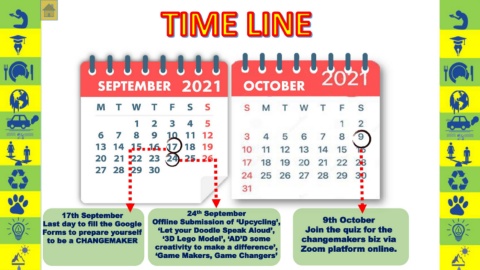 TIME LINE
SEPTEMBER 2021
M T W T F S S
1 2 3 4 5
6 7 8 9 10 11 12
13 14 15 16 17 18 19
20 21 22 23 24 25 26
27 28 29 30
OCTOBER 2021
S M T W T F S
1 2
3 4 5 6 7 8 9
10 11 12 13 14 15 16
17 18 19 20 21 22 23
24 25 26 27 28 29 30
31
17th September
Last day to fill the Google
Forms to prepare yourself
to be a CHANGEMAKER
24th September
Offline Submission of 'Upcycling',
'Let your Doodle Speak Aloud',
'3D Lego Model', 'AD'D some
creativity to make a difference',
'Game Makers, Game Changers'
9th October
Join the quiz for the
changemakers biz via
Zoom platform online.